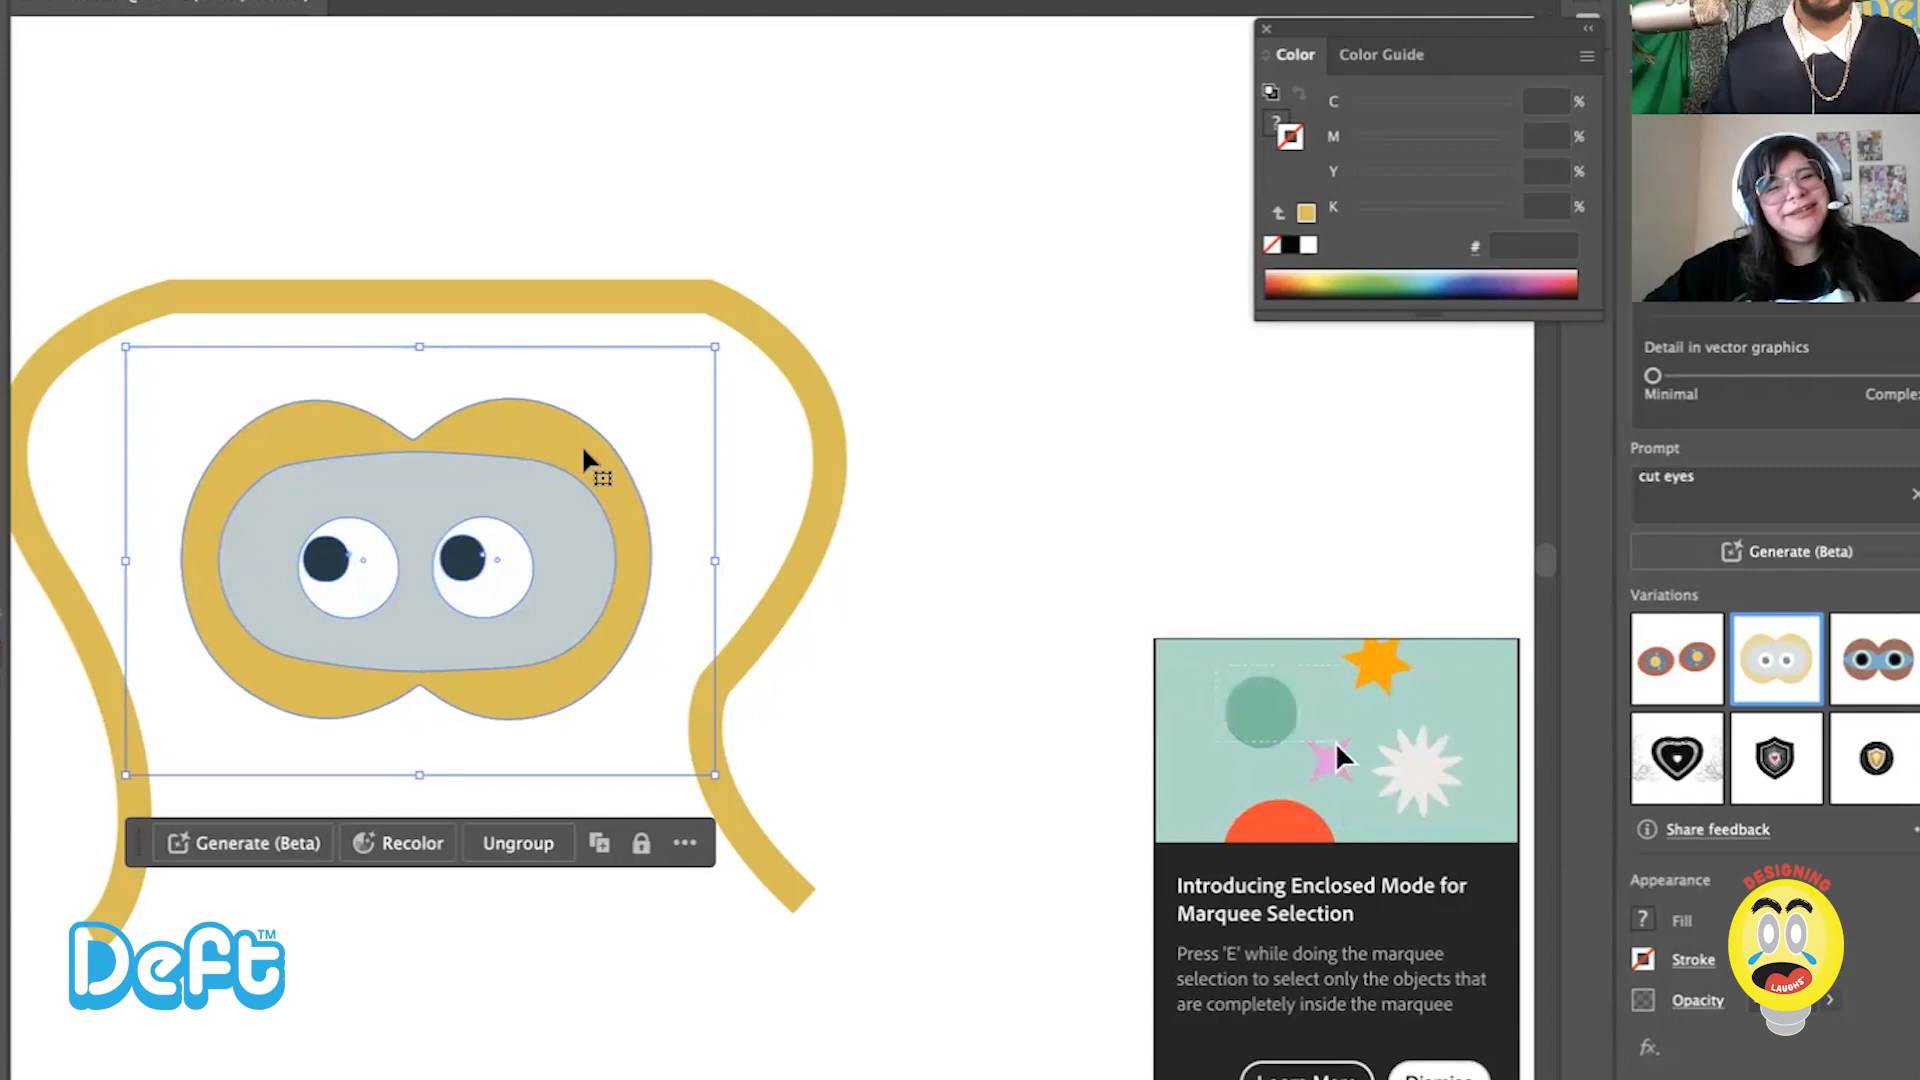 Color
Color Guide
C
%
M
%
Y
%
K
%
#
?
Detail in vector graphics
Minimal
Prompt
cut eyes
Generate (Beta)
Variations
Share feedback
Appearance
? Fill
Stroke
Opacity
fx.
Generate (Beta)
Recolor
Ungroup
Introducing Enclosed Mode for
Marquee Selection
Press 'E' while doing the marquee
selection to select only the objects that
are completely inside the marquee
Deft™
DESIGNING
LAUGHS